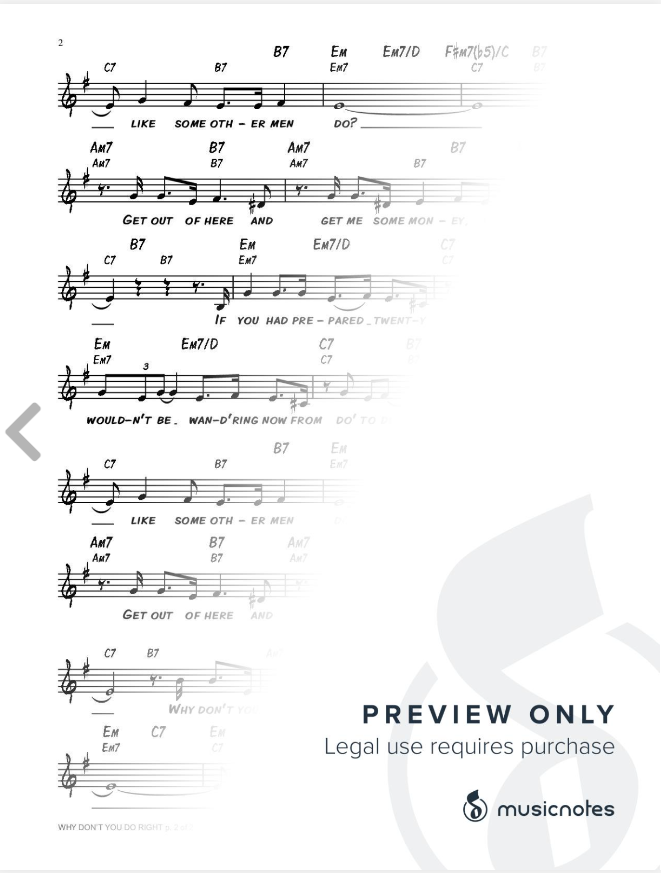 2
B7 Em Em7/D F#m7(b5)/C B7
C7 B7 Em7 C7 B7
LIKE SOME OTH – ER MEN DO?
Am7 B7 Am7 B7
Am7 B7 Am7 B7
GET OUT OF HERE AND GET ME SOME MON – EY,
B7 Em Em7/D C7
C7 B7 Em7 C7
IF YOU HAD PRE – PARED TWENT-Y
Em Em7/D C7 B7
Em7 C7 B7
3
WOULD-N'T BE WAN-D'RING NOW FROM DO' TO
B7 Em
C7 B7 Em7
LIKE SOME OTH – ER MEN
Am7 B7 Am7
Am7 B7 Am7
GET OUT OF HERE AND
C7 B7
WHY DON'T YOU
Em C7 Em
Em7 C7
PREVIEW ONLY
Legal use requires purchase
musicnotes
WHY DON'T YOU DO RIGHT p. 2